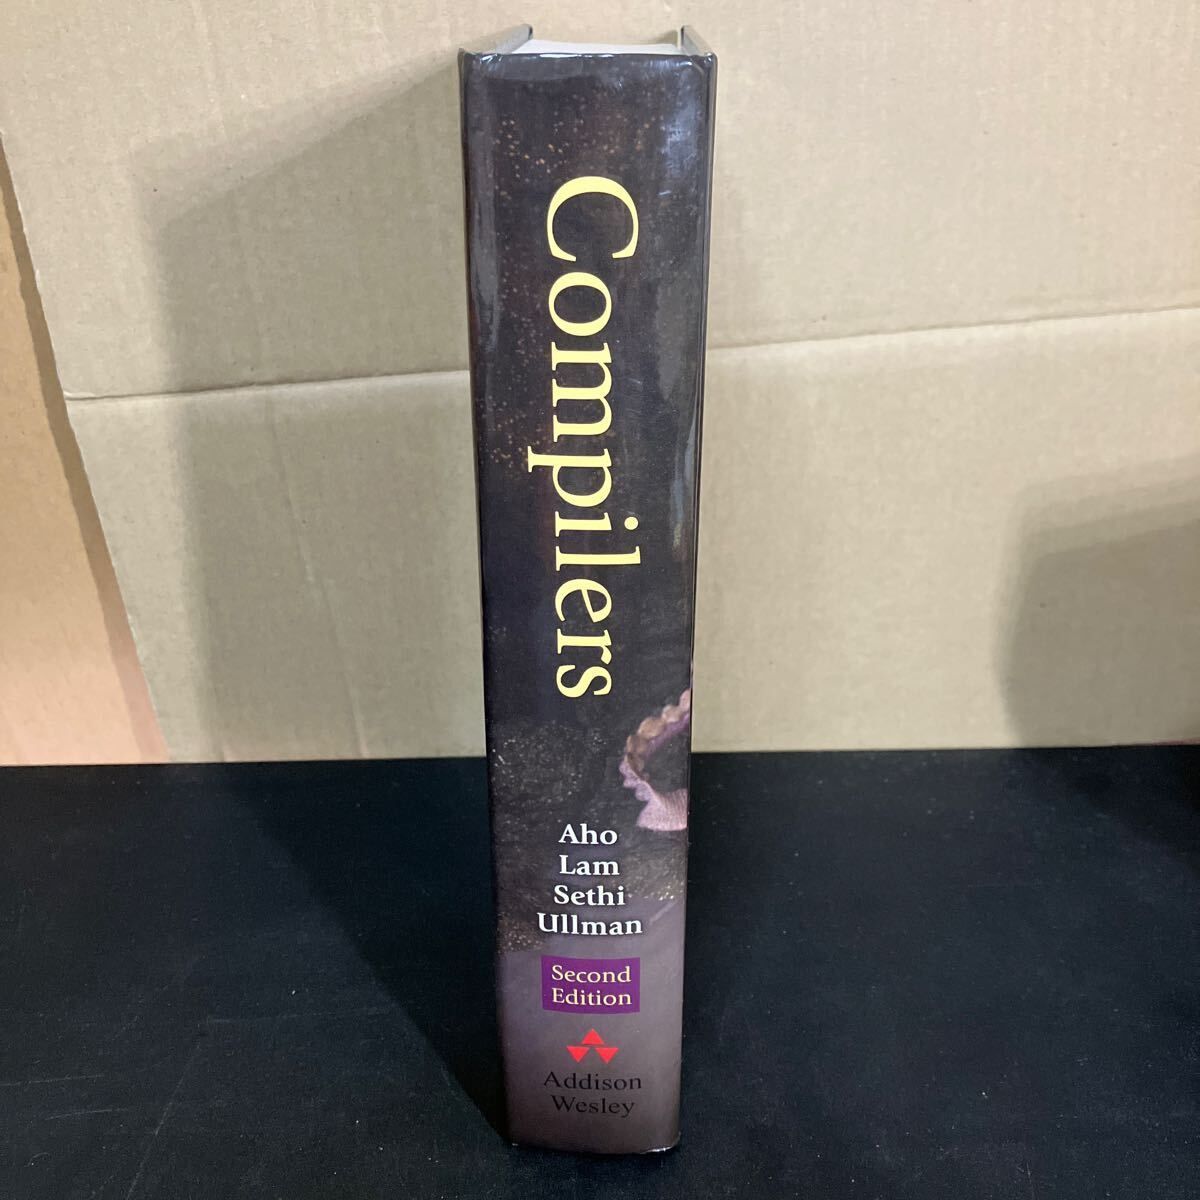 Compilers
Aho
Lam
Sethi
Ullman
Second
Edition
Addison
Wesley